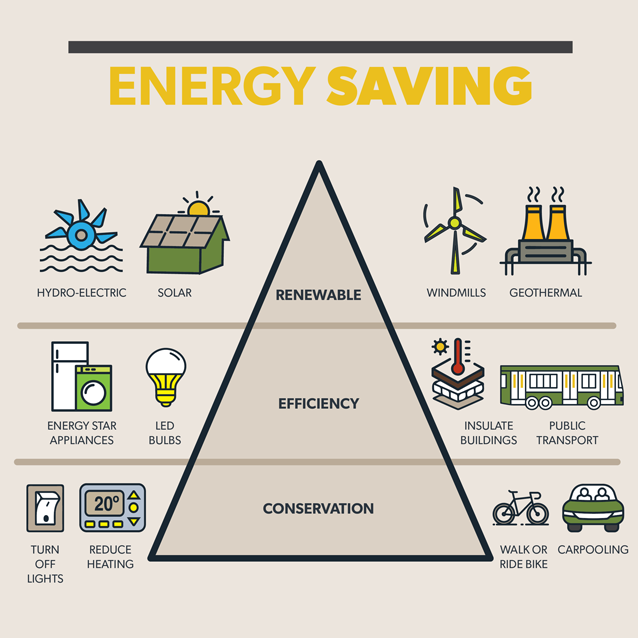 ENERGY SAVING
HYDRO-ELECTRIC
SOLAR
RENEWABLE
WINDMILLS
GEOTHERMAL
ENERGY STAR
APPLIANCES
LED
BULBS
EFFICIENCY
INSULATE
BUILDINGS
PUBLIC
TRANSPORT
20°
CONSERVATION
TURN
OFF
LIGHTS
REDUCE
HEATING
WALK OR
RIDE BIKE
CARPOOLING